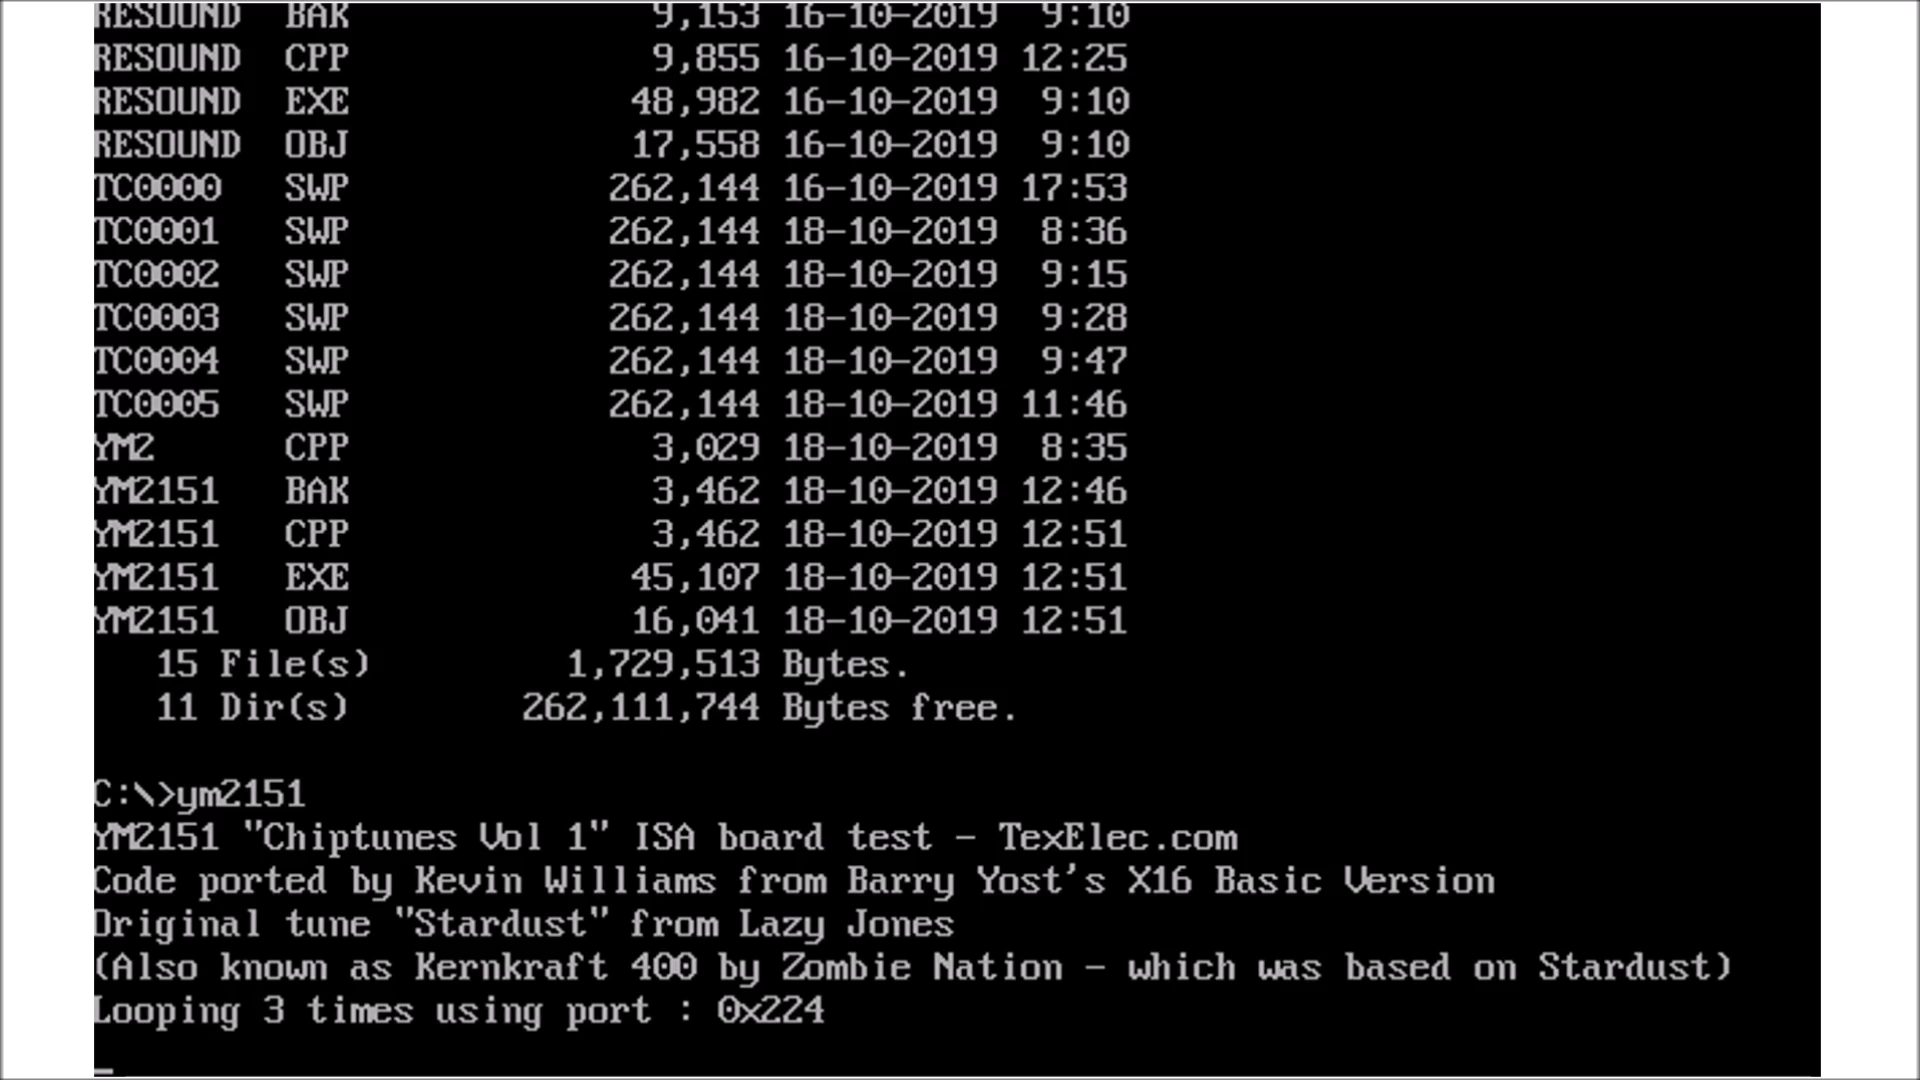 RESOUND BAK 9,153 16-10-2019 9:10
RESOUND CPP 9,855 16-10-2019 12:25
RESOUND EXE 48,982 16-10-2019 9:10
RESOUND OBJ 17,558 16-10-2019 9:10
TC0000 SWP 262,144 16-10-2019 17:53
TC0001 SWP 262,144 18-10-2019 8:36
TC0002 SWP 262,144 18-10-2019 9:15
TC0003 SWP 262,144 18-10-2019 9:28
TC0004 SWP 262,144 18-10-2019 9:47
TC0005 SWP 262,144 18-10-2019 11:46
YM2 CPP 3,029 18-10-2019 8:35
YM2151 BAK 3,462 18-10-2019 12:46
YM2151 CPP 3,462 18-10-2019 12:51
YM2151 EXE 45,107 18-10-2019 12:51
YM2151 OBJ 16,041 18-10-2019 12:51
15 File(s) 1,729,513 Bytes.
11 Dir(s) 262,111,744 Bytes free.
C:\>ym2151
YM2151 "Chiptunes Vol 1" ISA board test - TexElec.com
Code ported by Kevin Williams from Barry Yost's X16 Basic Version
Original tune "Stardust" from Lazy Jones
(Also known as Kernkraft 400 by Zombie Nation - which was based on Stardust)
Looping 3 times using port : 0x224
_